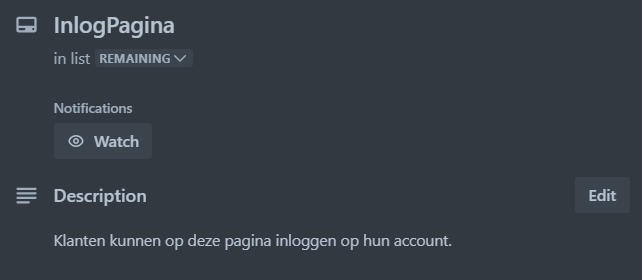 InlogPagina
in list REMAINING
Notifications
Watch
Description
Edit
Klanten kunnen op deze pagina inloggen op hun account.